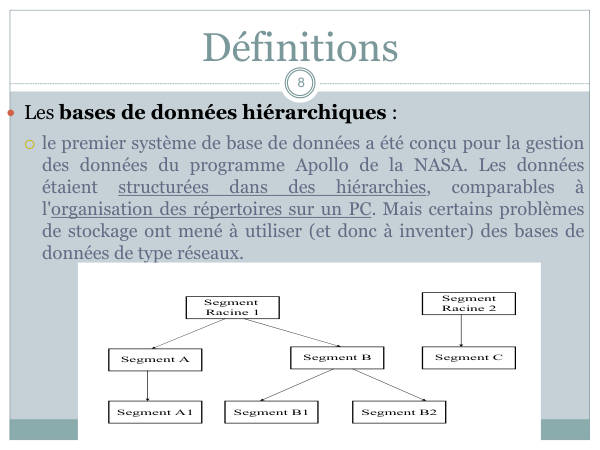 Définitions
8
Les bases de données hiérarchiques :
le premier système de base de données a été conçu pour la gestion
des données du programme Apollo de la NASA. Les données
étaient structurées dans des hiérarchies, comparables à
l'organisation des répertoires sur un PC. Mais certains problèmes
de stockage ont mené à utiliser (et donc à inventer) des bases de
données de type réseaux.
Segment
Racine 1
Segment
Racine 2
Segment A
Segment B
Segment C
Segment A1
Segment B1
Segment B2